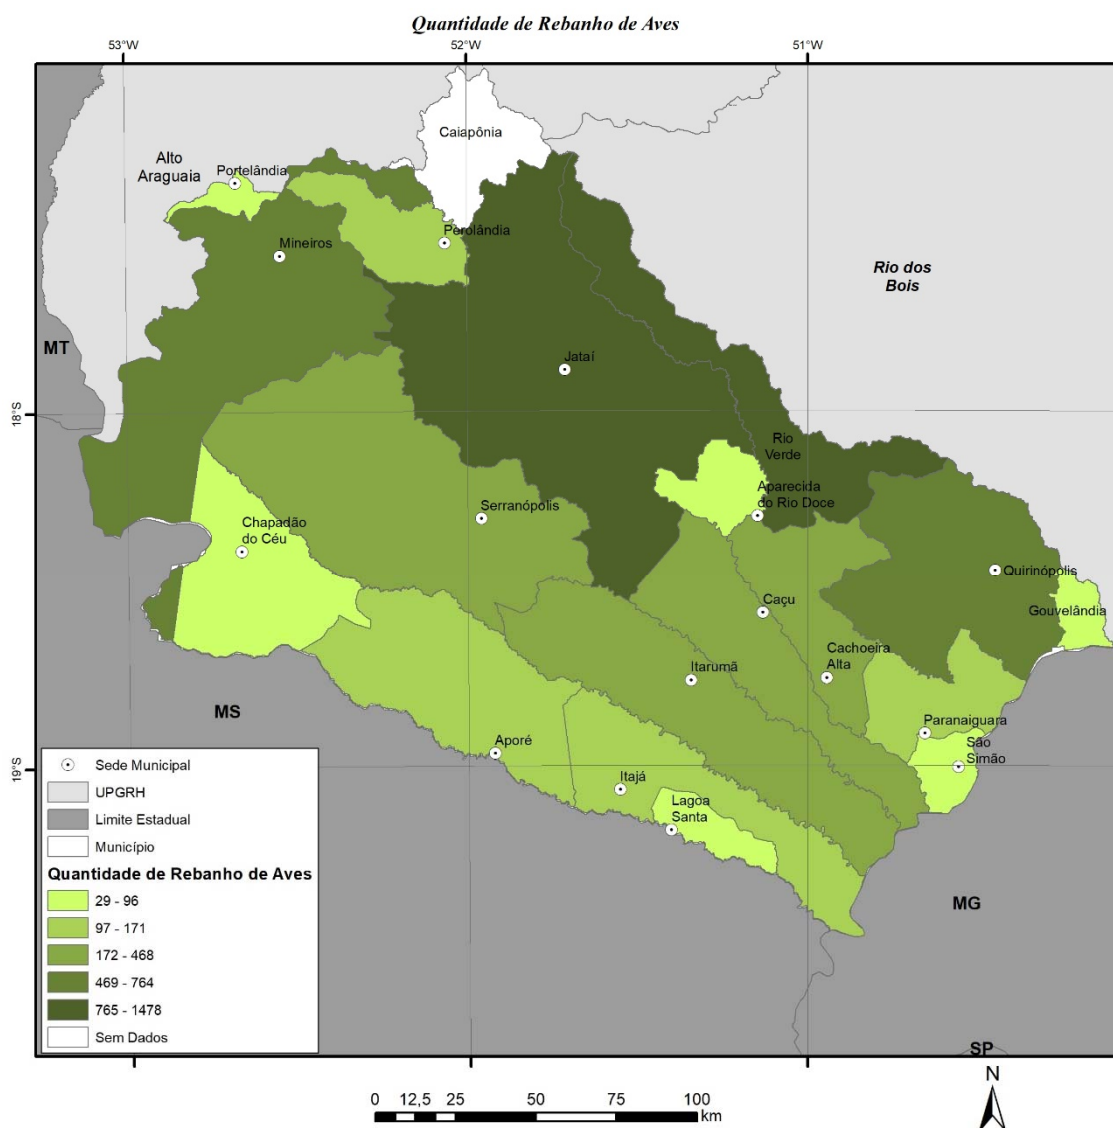 Quantidade de Rebanho de Aves
53°W
52°W
51°W
Caiapônia
Alto
Araguaia
Portelândia
Perolândia
Mineiros
Rio dos
Bois
MT
Jataí
18°S
Rio
Verde
Aparecida
do Rio Doce
Serranópolis
Chapadão
do Céu
Quirinópolis
Caçu
Gouvelândia
Cachoeira
Alta
Itarumã
MS
Paranaiguara
São
Simão
Aporé
19°S
Itajá
Lagoa
Santa
MG
SP
Sede Municipal
UPGRH
Limite Estadual
Município
Quantidade de Rebanho de Aves
29 - 96
97 - 171
172 - 468
469 - 764
765 - 1478
Sem Dados
N
0 12,5 25 50 75 100
km